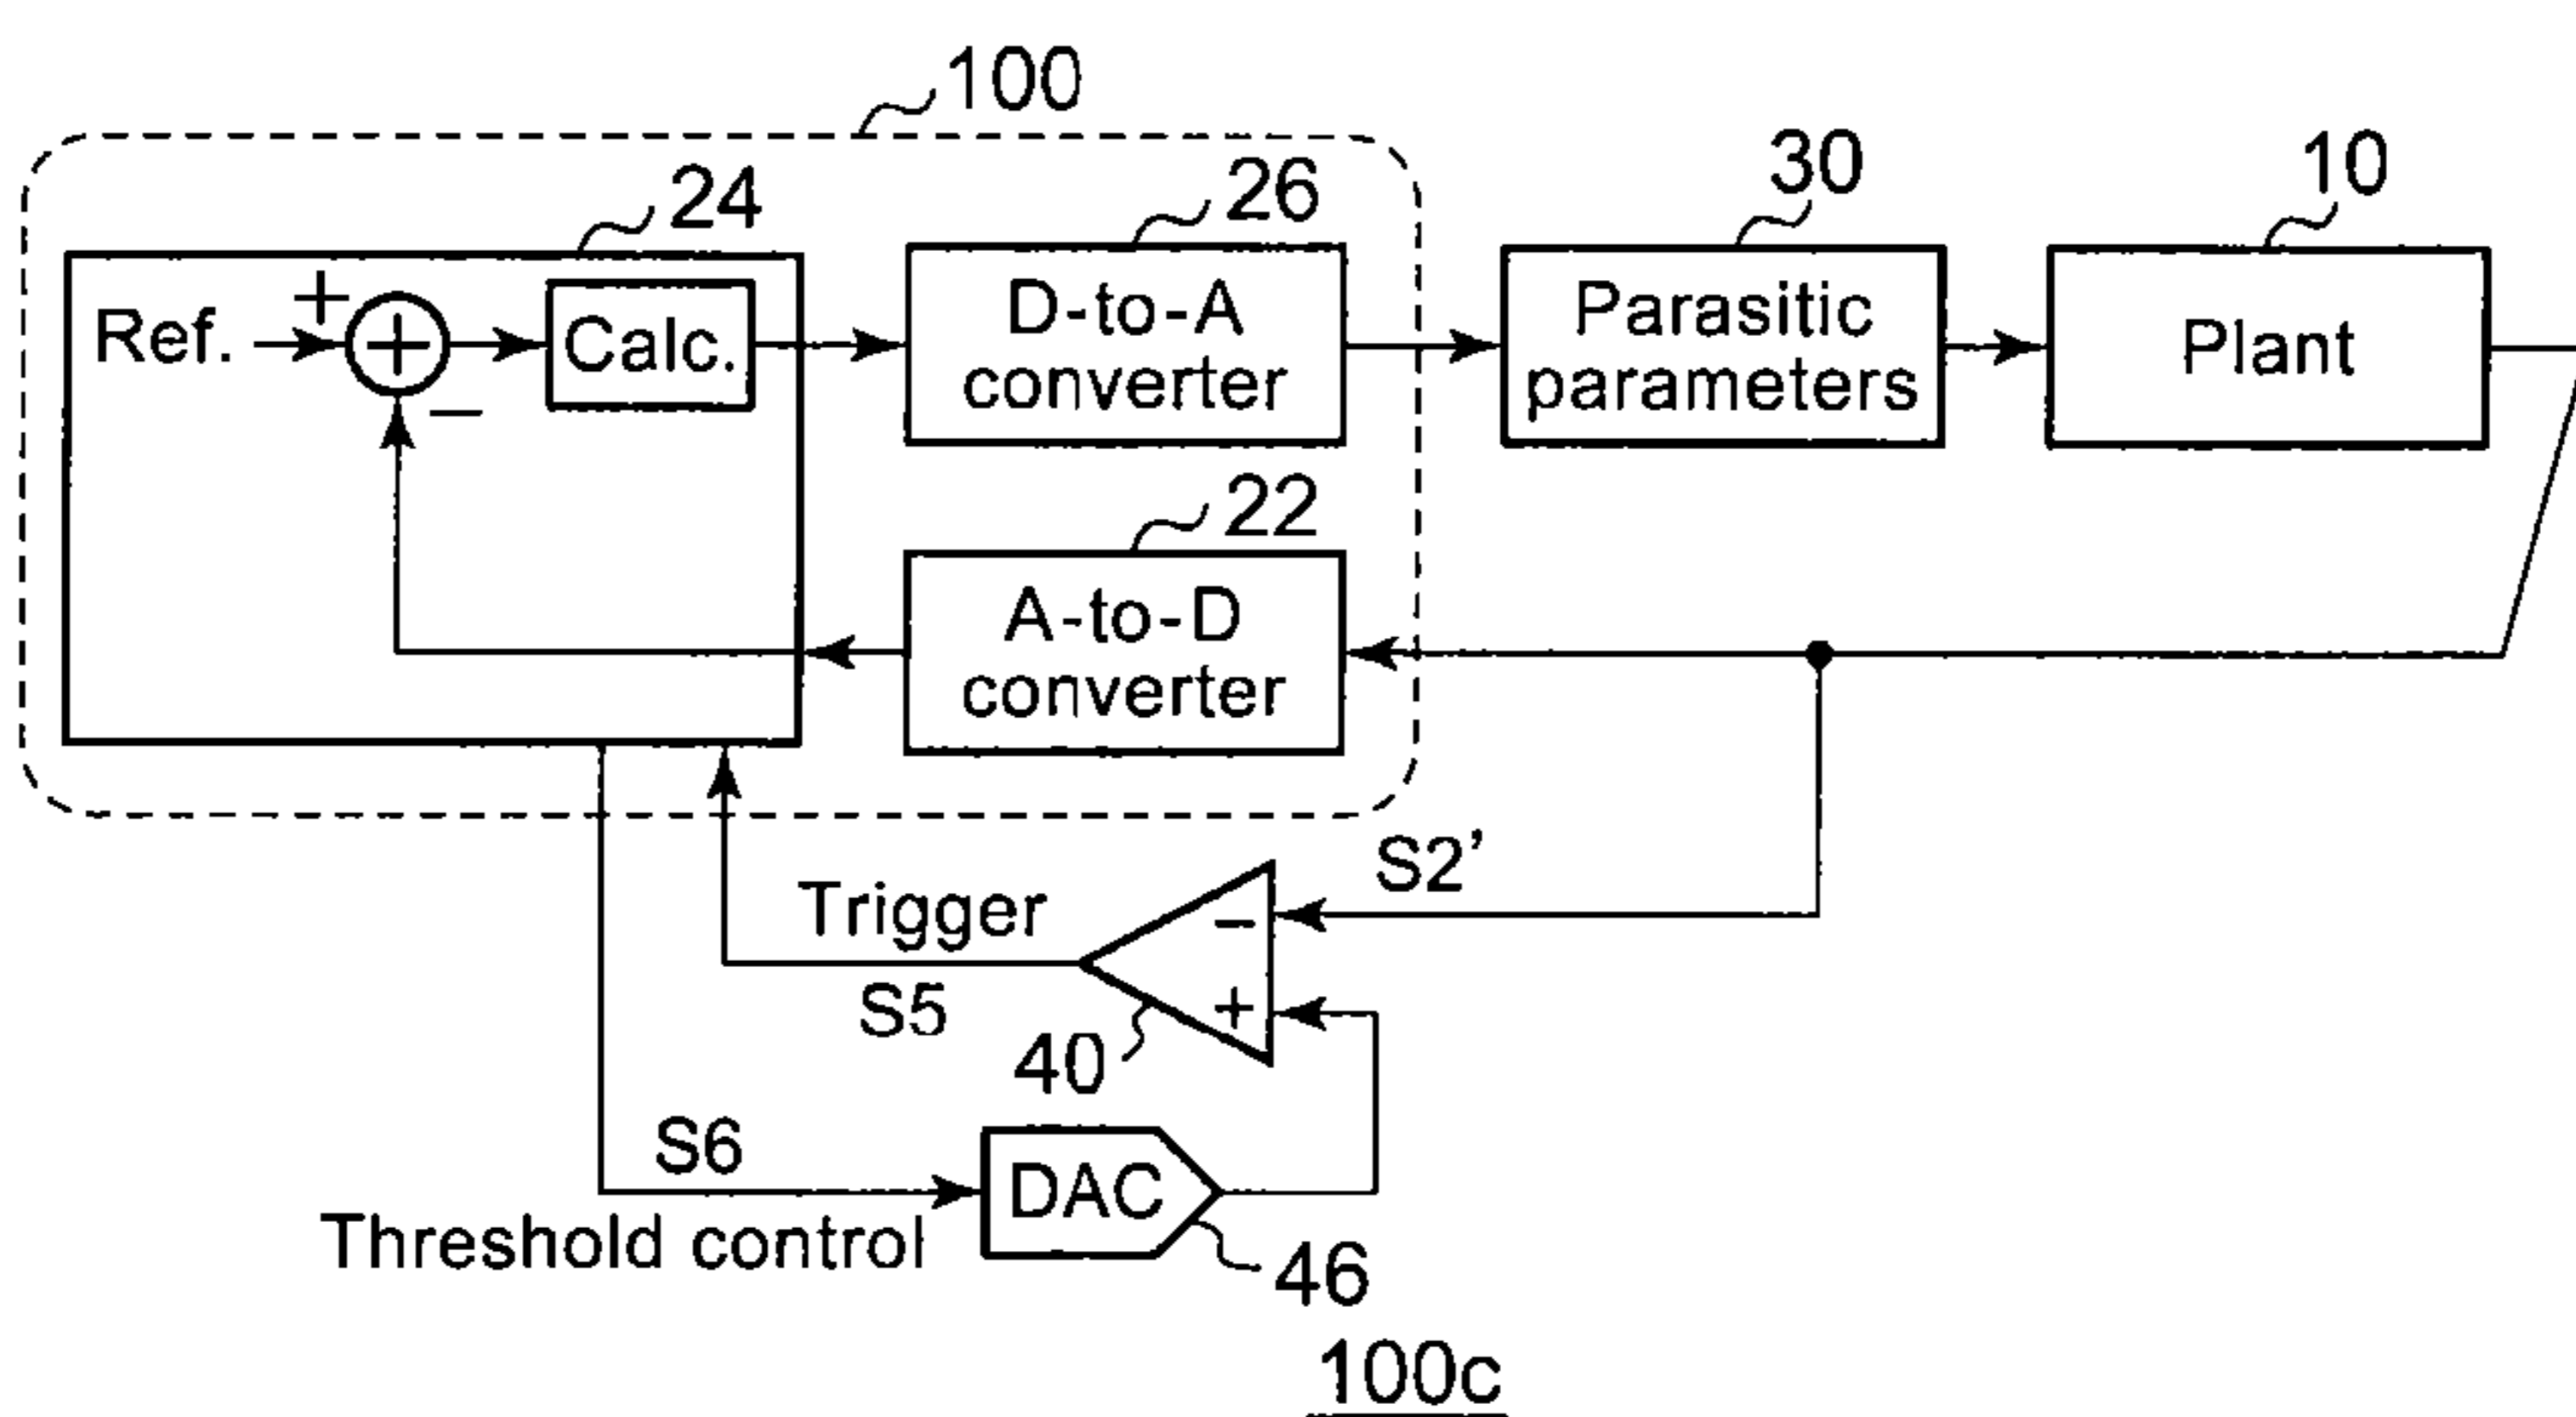 100
24
26
30
10
Ref.
+
+
−
Calc.
D-to-A
converter
Parasitic
parameters
Plant
22
A-to-D
converter
S2’
Trigger
S5
−
+
40
S6
Threshold control
DAC
46
100c